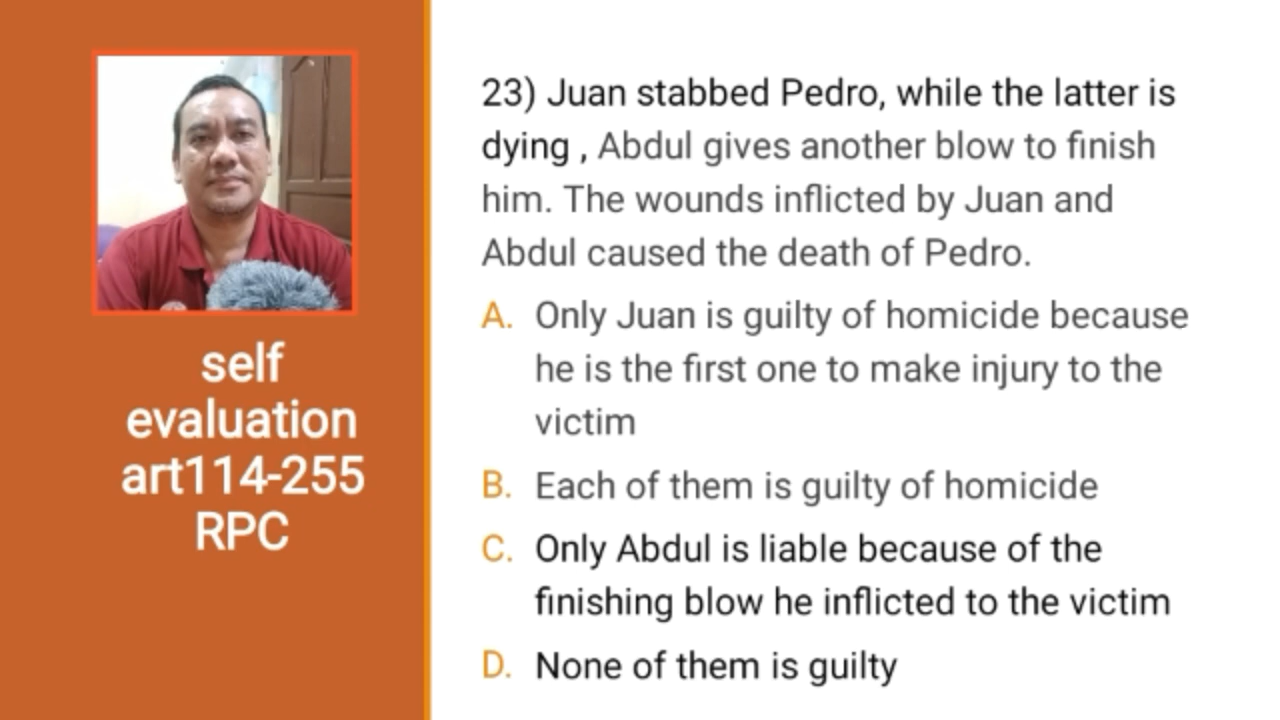 self
evaluation
art114-255
RPC
23) Juan stabbed Pedro, while the latter is
dying , Abdul gives another blow to finish
him. The wounds inflicted by Juan and
Abdul caused the death of Pedro.
A. Only Juan is guilty of homicide because
he is the first one to make injury to the
victim
B. Each of them is guilty of homicide
C. Only Abdul is liable because of the
finishing blow he inflicted to the victim
D. None of them is guilty